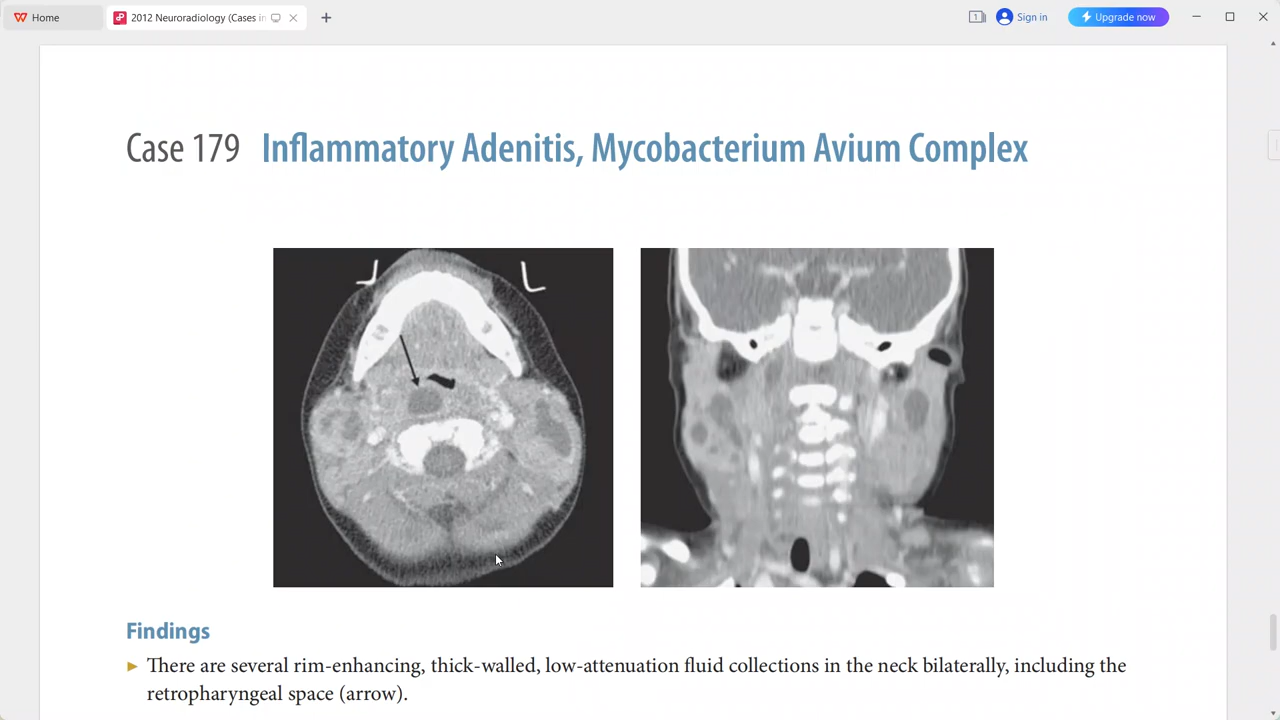 Home
2012 Neuroradiology (Cases in
1
Sign in
Upgrade now
Case 179 Inflammatory Adenitis, Mycobacterium Avium Complex
Findings
► There are several rim-enhancing, thick-walled, low-attenuation fluid collections in the neck bilaterally, including the
retropharyngeal space (arrow).